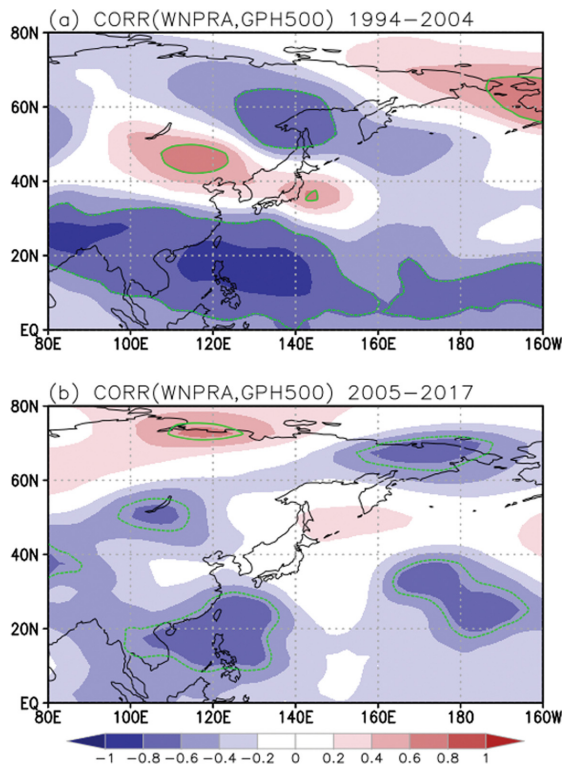 (a) CORR(WNPRA,GPH500) 1994−2004
80N
60N
40N
20N
EQ
80E 100E 120E 140E 160E 180 160W
(b) CORR(WNPRA,GPH500) 2005−2017
80N
60N
40N
20N
EQ
80E 100E 120E 140E 160E 180 160W
−1 −0.8 −0.6 −0.4 −0.2 0 0.2 0.4 0.6 0.8 1